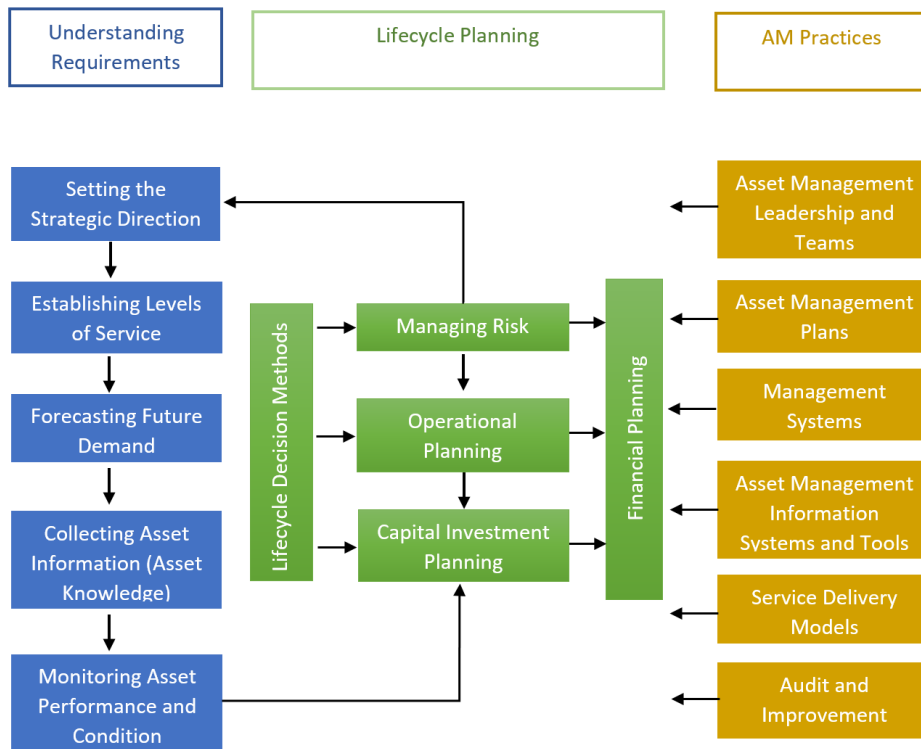 Understanding
Requirements
Lifecycle Planning
AM Practices
Setting the
Strategic Direction
Establishing Levels
of Service
Forecasting Future
Demand
Collecting Asset
Information (Asset
Knowledge)
Monitoring Asset
Performance and
Condition
Lifecycle Decision Methods
Managing Risk
Operational
Planning
Capital Investment
Planning
Financial Planning
Asset Management
Leadership and
Teams
Asset Management
Plans
Management
Systems
Asset Management
Information
Systems and Tools
Service Delivery
Models
Audit and
Improvement